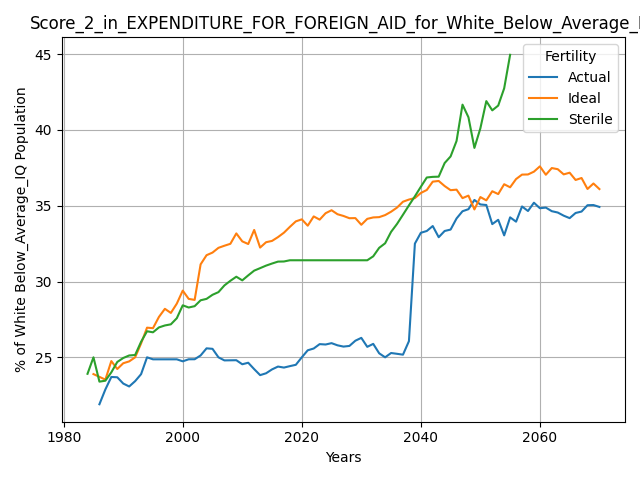 Score_2_in_EXPENDITURE_FOR_FOREIGN_AID_for_White_Below_Average_
45
40
35
30
25
1980
2000
2020
2040
2060
% of White Below_Average_IQ Population
Years
Fertility
Actual
Ideal
Sterile